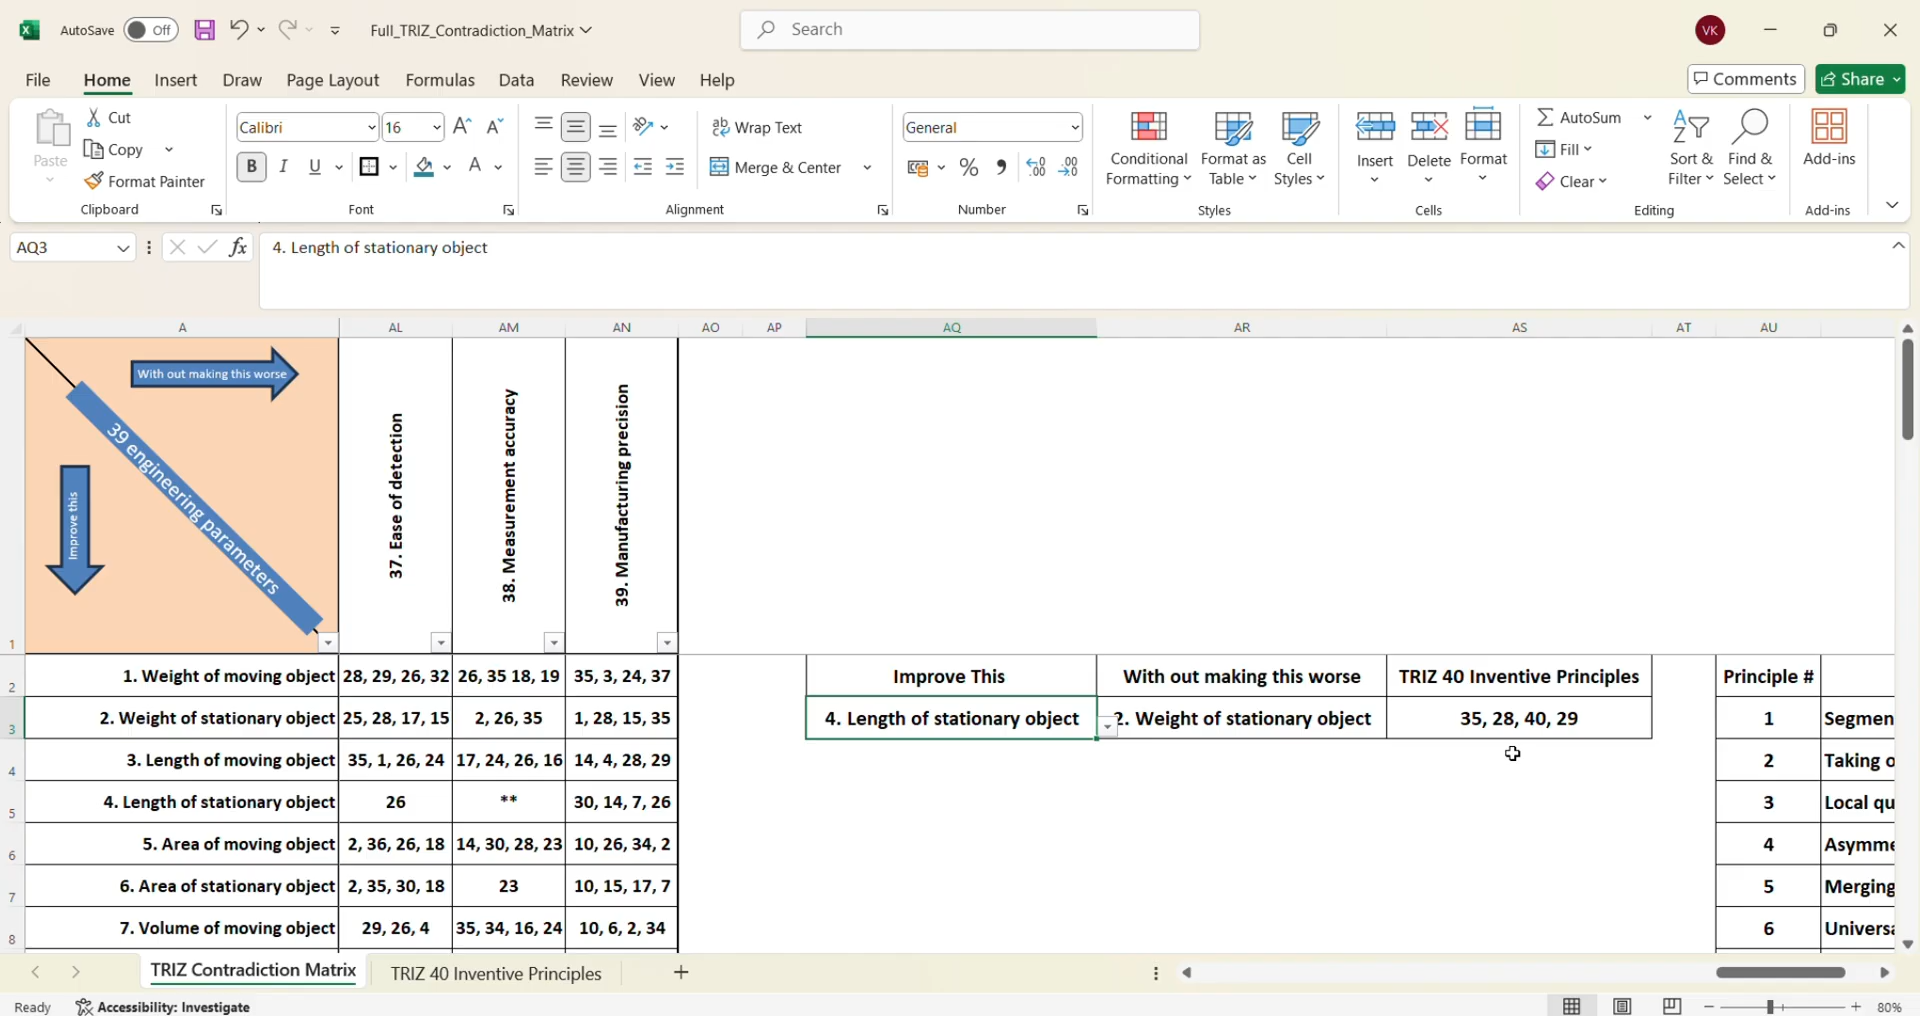 AutoSave Off Full_TRIZ_Contradiction_Matrix Search VK
File Home Insert Draw Page Layout Formulas Data Review View Help Comments Share
Paste
Cut
Copy
Format Painter
Clipboard
Calibri 16
B I U A
Font
Wrap Text
Merge & Center
Alignment
General
Number
Conditional Formatting
Format as Table
Cell Styles
Styles
Insert
Delete
Format
Cells
AutoSum
Fill
Clear
Sort & Filter
Find & Select
Editing
Add-ins
Add-ins
AQ3 fx 4. Length of stationary object
A AL AM AN AO AP AQ AR AS AT AU
With out making this worse
39 engineering parameters
Improve this
37. Ease of detection
38. Measurement accuracy
39. Manufacturing precision
1
2 1. Weight of moving object 28, 29, 26, 32 26, 35 18, 19 35, 3, 24, 37 Improve This With out making this worse TRIZ 40 Inventive Principles Principle #
3 2. Weight of stationary object 25, 28, 17, 15 2, 26, 35 1, 28, 15, 35 4. Length of stationary object 2. Weight of stationary object 35, 28, 40, 29 1 Segmen
4 3. Length of moving object 35, 1, 26, 24 17, 24, 26, 16 14, 4, 28, 29 2 Taking o
5 4. Length of stationary object 26 ** 30, 14, 7, 26 3 Local qu
6 5. Area of moving object 2, 36, 26, 18 14, 30, 28, 23 10, 26, 34, 2 4 Asymme
7 6. Area of stationary object 2, 35, 30, 18 23 10, 15, 17, 7 5 Merging
8 7. Volume of moving object 29, 26, 4 35, 34, 16, 24 10, 6, 2, 34 6 Universa
TRIZ Contradiction Matrix TRIZ 40 Inventive Principles
Ready Accessibility: Investigate 80%